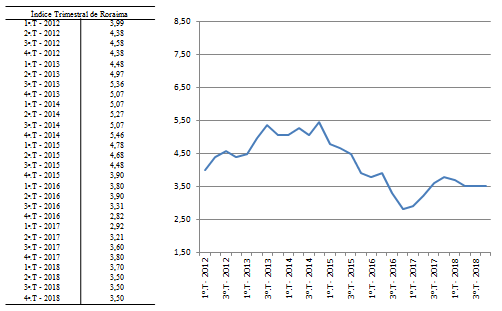 Índice Trimestral de Roraima
1º.T - 2012 3,99
2º.T - 2012 4,38
3º.T - 2012 4,58
4º.T - 2012 4,38
1º.T - 2013 4,48
2º.T - 2013 4,97
3º.T - 2013 5,36
4º.T - 2013 5,07
1º.T - 2014 5,07
2º.T - 2014 5,27
3º.T - 2014 5,07
4º.T - 2014 5,46
1º.T - 2015 4,78
2º.T - 2015 4,68
3º.T - 2015 4,48
4º.T - 2015 3,90
1º.T - 2016 3,80
2º.T - 2016 3,90
3º.T - 2016 3,31
4º.T - 2016 2,82
1º.T - 2017 2,92
2º.T - 2017 3,21
3º.T - 2017 3,60
4º.T - 2017 3,80
1º.T - 2018 3,70
2º.T - 2018 3,50
3º.T - 2018 3,50
4º.T - 2018 3,50
8,50
7,50
6,50
5,50
4,50
3,50
2,50
1,50
1º.T - 2012
3º.T - 2012
1º.T - 2013
3º.T - 2013
1º.T - 2014
3º.T - 2014
1º.T - 2015
3º.T - 2015
1º.T - 2016
3º.T - 2016
1º.T - 2017
3º.T - 2017
1º.T - 2018
3º.T - 2018